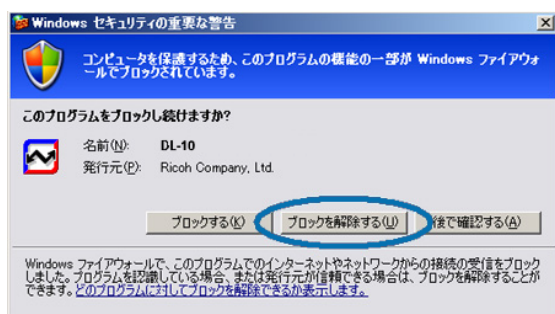 Windows セキュリティの重要な警告
コンピュータを保護するため、このプログラムの機能の一部が Windows ファイアウォ
ールでブロックされています。
このプログラムをブロックし続けますか?
名前(N): DL-10
発行元(P): Ricoh Company, Ltd.
ブロックする(K) ブロックを解除する(U) 後で確認する(A)
Windows ファイアウォールで、このプログラムでのインターネットやネットワークからの接続の受信をブロック
しました。プログラムを認識している場合、または発行元が信頼できる場合は、ブロックを解除することが
できます。どのプログラムに対してブロックを解除できるか表示します。